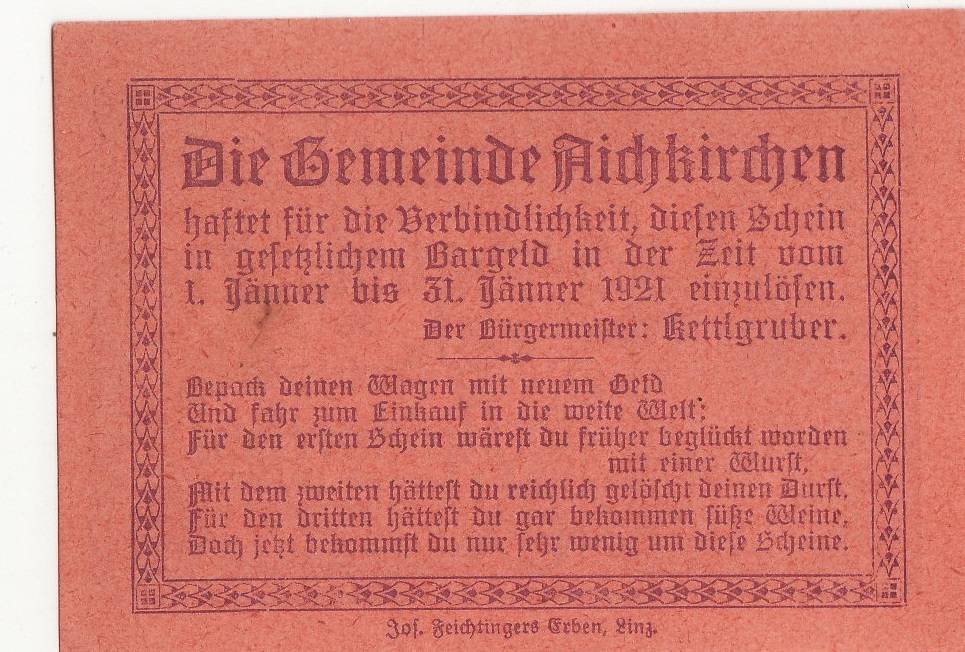 Die Gemeinde Aichkirchen
haftet für die Verbindlichkeit, diesen Schein
in gesetzlichem Bargeld in der Zeit vom
1. Jänner bis 31. Jänner 1921 einzulösen.
Der Bürgermeister: Kettlgruber.
Bepack deinen Wagen mit neuem Geld
Und fahr zum Einkauf in die weite Welt:
Für den ersten Schein wärest du früher beglückt worden
mit einer Wurst,
Mit dem zweiten hättest du reichlich gelöscht deinen Durst,
Für den dritten hättest du gar bekommen süße Weine,
Doch jetzt bekommst du nur sehr wenig um diese Scheine.
Jos. Feichtingers Erben, Linz.